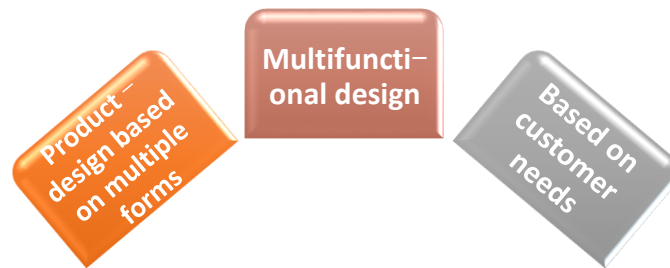 Product –
design based
on multiple
forms
Multifuncti–
onal design
Based on
customer
needs